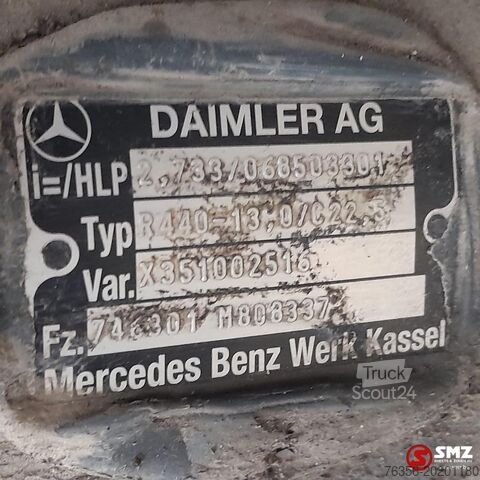 DAIMLER AG
i=/HLP 2,733/068503301
Typ R440-13,0/C22.5
Var. X351002516
Fz. 746301 M808337
Mercedes Benz Werk Kassel
Truck
Scout24
SMZ
76356-20201180